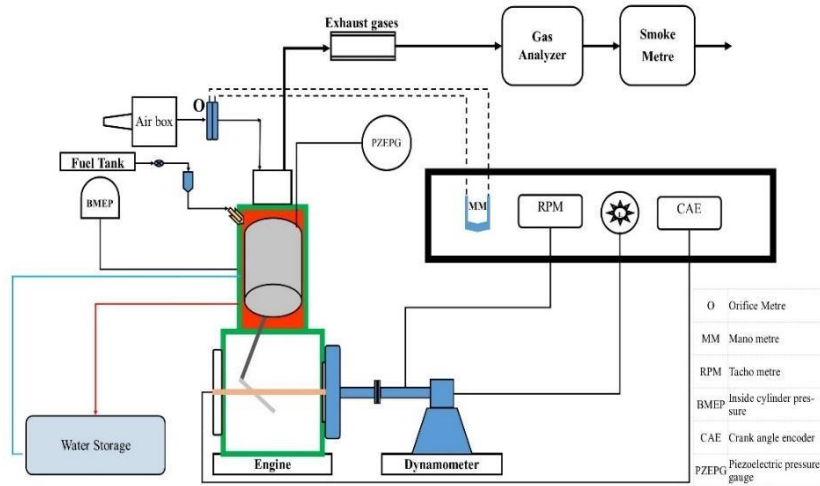 Exhaust gases
Gas
Analyzer
Smoke
Metre
O
Air box
PZEPG
Fuel Tank
BMEP
MM
RPM
CAE
O Orifice Metre
MM Mano metre
RPM Tacho metre
BMEP Inside cylinder pres-
sure
CAE Crank angle encoder
PZEPG Piezoelectric pressure
gauge
Water Storage
Engine
Dynamometer